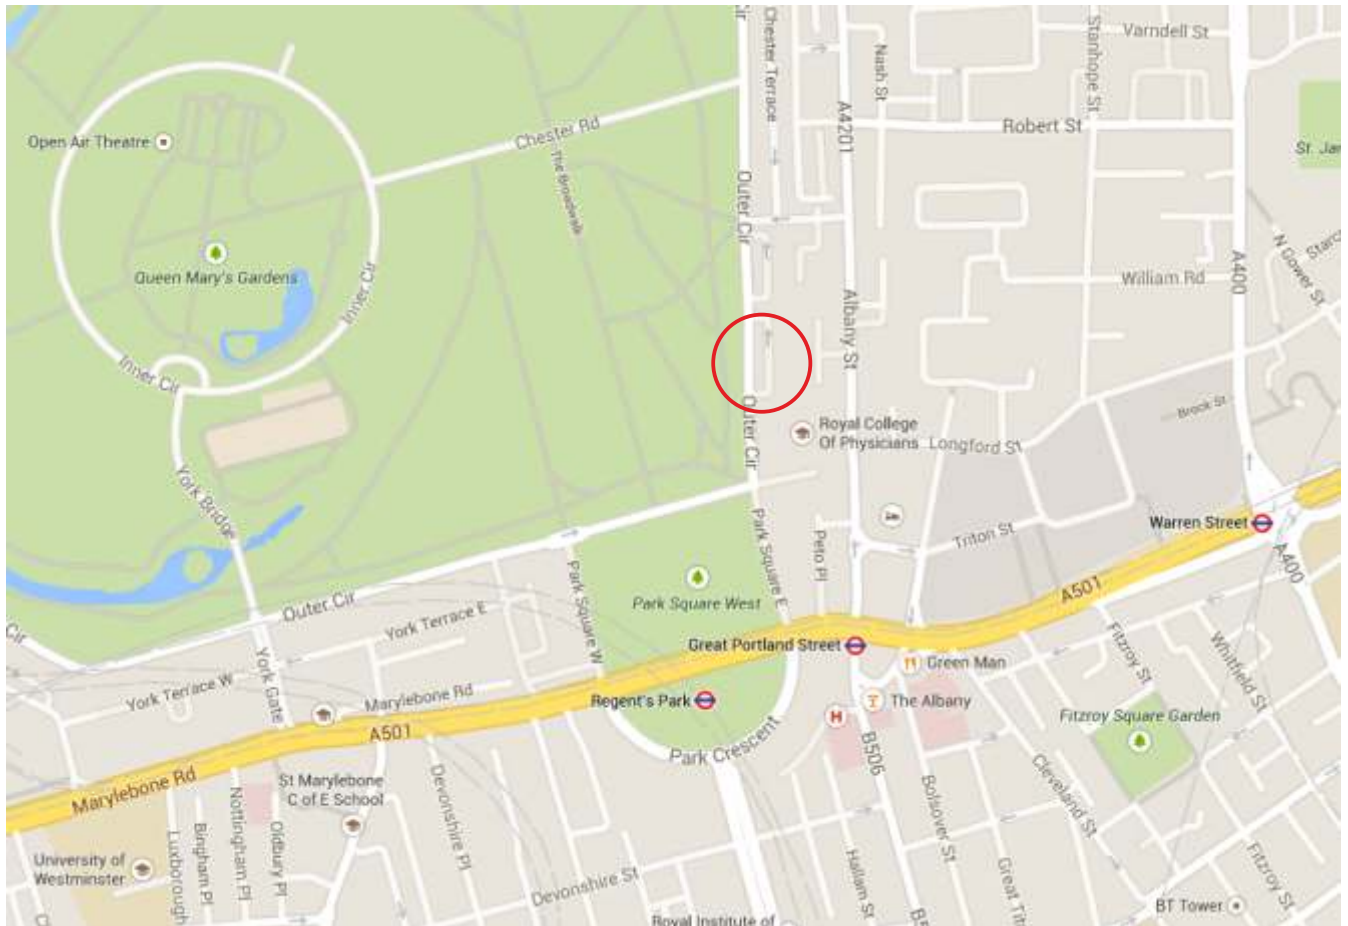 Chester Terrace
Nash St
Stanhope St
Varndell St
A4201
Robert St
St. Jar
Open Air Theatre
Chester Rd
The Broadwalk
Outer Cir
Queen Mary's Gardens
Inner Cir
Inner Cir
William Rd
A400
N Gower St
Albany St
Outer Cir
Brock St
Royal College
Of Physicians
Longford St
York Bridge
Warren Street
Triton St
Park Square E
Peto Pl
A400
A501
Park Square West
Park Square W
Outer Cir
York Terrace E
Great Portland Street
Green Man
Fitzroy St
Whitfield St
Cir
York Gate
York Terrace W
Marylebone Rd
Regent's Park
The Albany
H
Fitzroy Square Garden
A501
Park Crescent
B506
Marylebone Rd
St Marylebone
C of E School
Devonshire Pl
Cleveland St
Bolsover St
Nottingham Pl
Bingham Pl
Luxborough
Oldbury Pl
University of
Westminster
Devonshire St
Hallam St
Great Tit
Fitzroy St
BT Tower
Royal Institute of